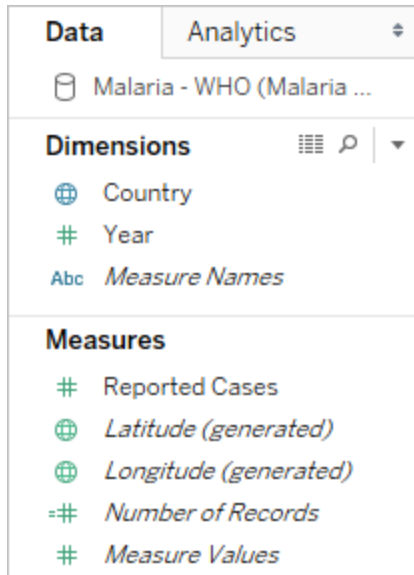 Data Analytics
Malaria - WHO (Malaria ...
Dimensions
Country
Year
Abc Measure Names
Measures
Reported Cases
Latitude (generated)
Longitude (generated)
Number of Records
Measure Values